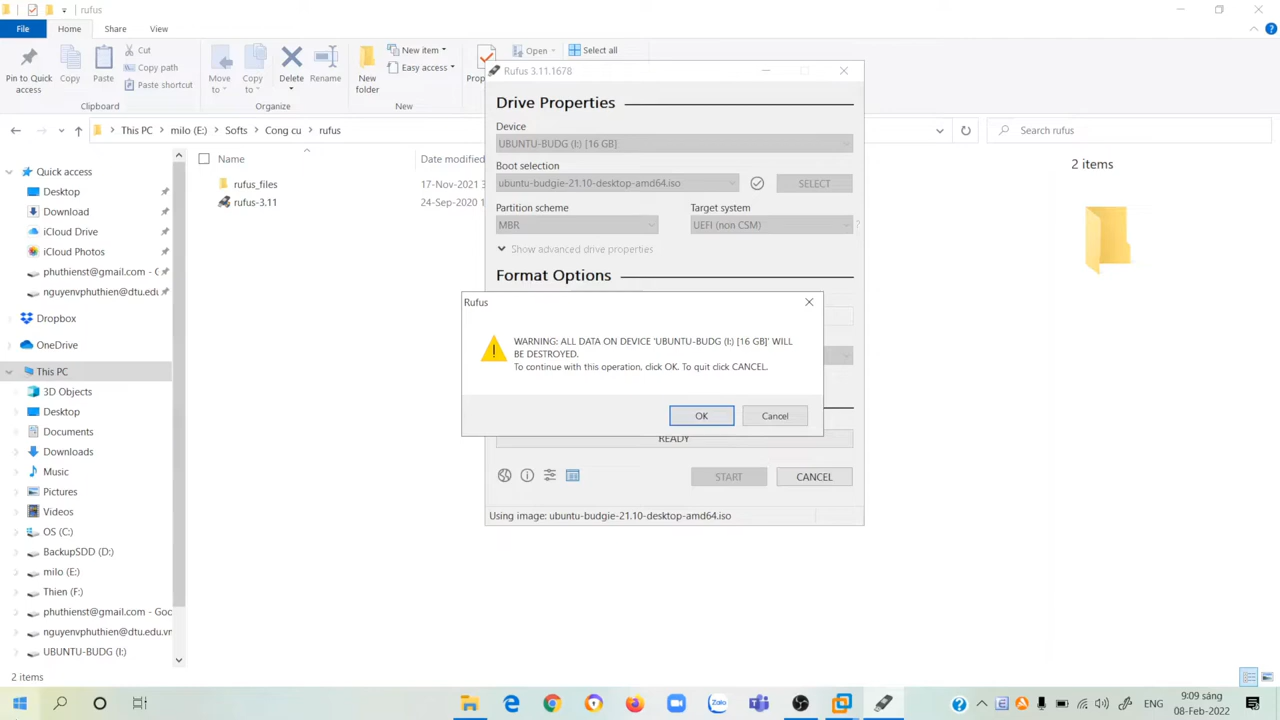 rufus
File
Home
Share
View
Pin to Quick access
Copy
Paste
Cut
Copy path
Paste shortcut
Clipboard
Move to
Copy to
Delete
Rename
Organize
New folder
New item
Easy access
New
Open
Select all
This PC
milo (E:)
Softs
Cong cu
rufus
Search rufus
Quick access
Desktop
Download
iCloud Drive
iCloud Photos
phuthienst@gmail.com - G
nguyenvphuthien@dtu.edu
Dropbox
OneDrive
This PC
3D Objects
Desktop
Documents
Downloads
Music
Pictures
Videos
OS (C:)
BackupSDD (D:)
milo (E:)
Thien (F:)
phuthienst@gmail.com - Goo
nguyenvphuthien@dtu.edu.vn
UBUNTU-BUDG (I:)
Name
Date modified
rufus_files
17-Nov-2021 3
rufus-3.11
24-Sep-2020 1
2 items
Rufus 3.11.1678
Drive Properties
Device
UBUNTU-BUDG (I:) [16 GB]
Boot selection
ubuntu-budgie-21.10-desktop-amd64.iso
SELECT
Partition scheme
Target system
MBR
UEFI (non CSM)
?
Show advanced drive properties
Format Options
Rufus
WARNING: ALL DATA ON DEVICE 'UBUNTU-BUDG (I:) [16 GB]' WILL
BE DESTROYED.
To continue with this operation, click OK. To quit click CANCEL.
OK
Cancel
READY
START
CANCEL
Using image: ubuntu-budgie-21.10-desktop-amd64.iso
2 items
Zalo
ENG
9:09 sáng
08-Feb-2022